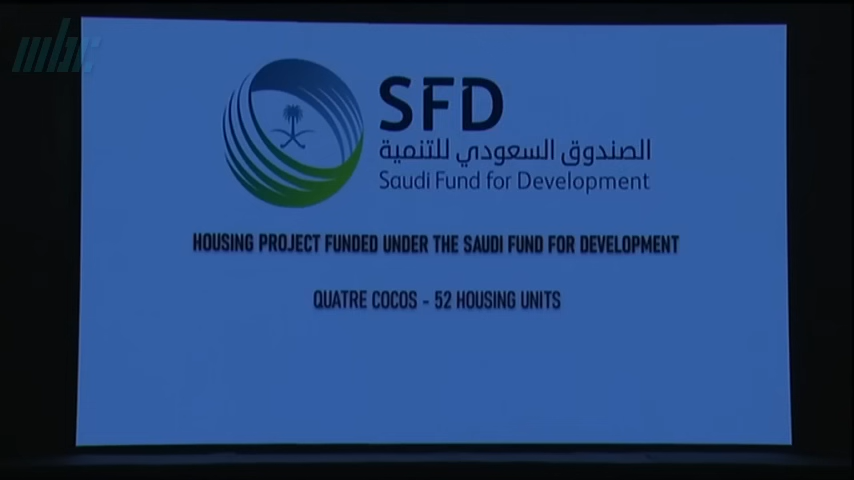 mbc
SFD
الصندوق السعودي للتنمية
Saudi Fund for Development
HOUSING PROJECT FUNDED UNDER THE SAUDI FUND FOR DEVELOPMENT
QUATRE COCOS - 52 HOUSING UNITS